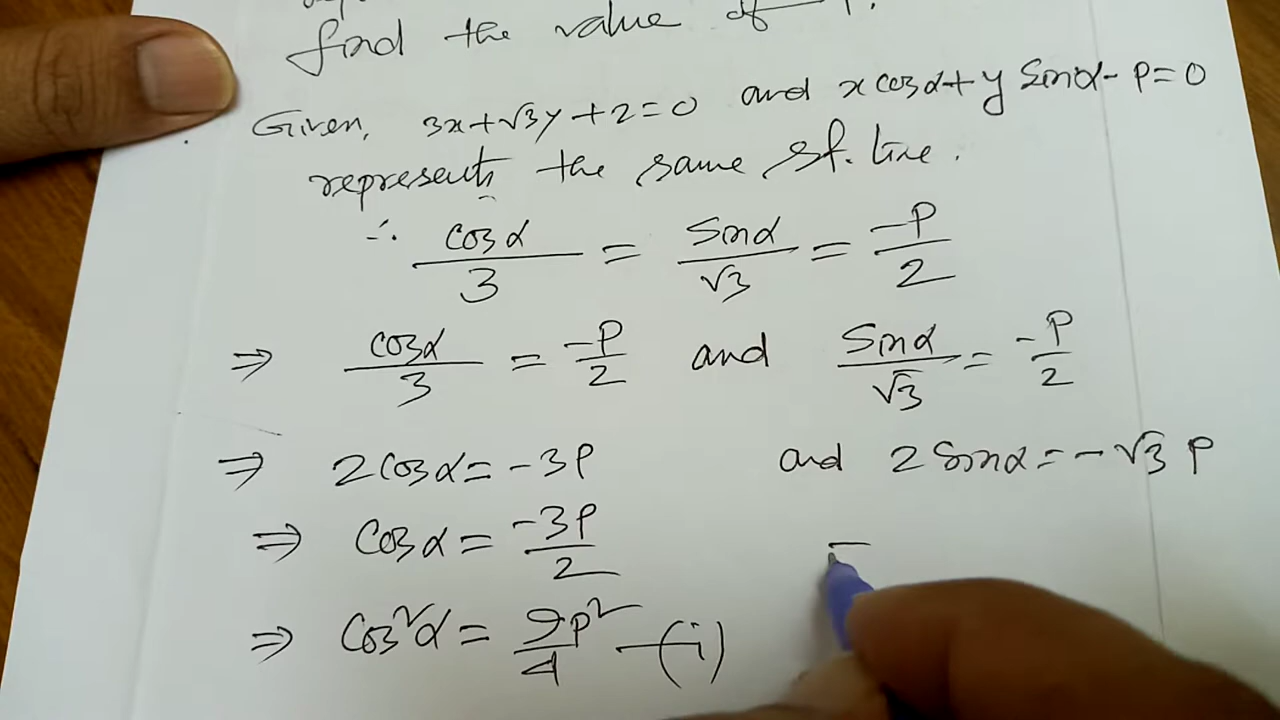 find the value of
Given, 3x+√3y+2=0 and x cosα+y Sinα-P=0
represents the same st. line.
∴ cosα/3 = Sinα/√3 = -P/2
⇒ cosα/3 = -P/2 and Sinα/√3 = -P/2
⇒ 2cosα=-3P and 2Sinα=-√3 P
⇒ Cosα = -3P/2
⇒ Cos²α = 9P²/4 —(i)